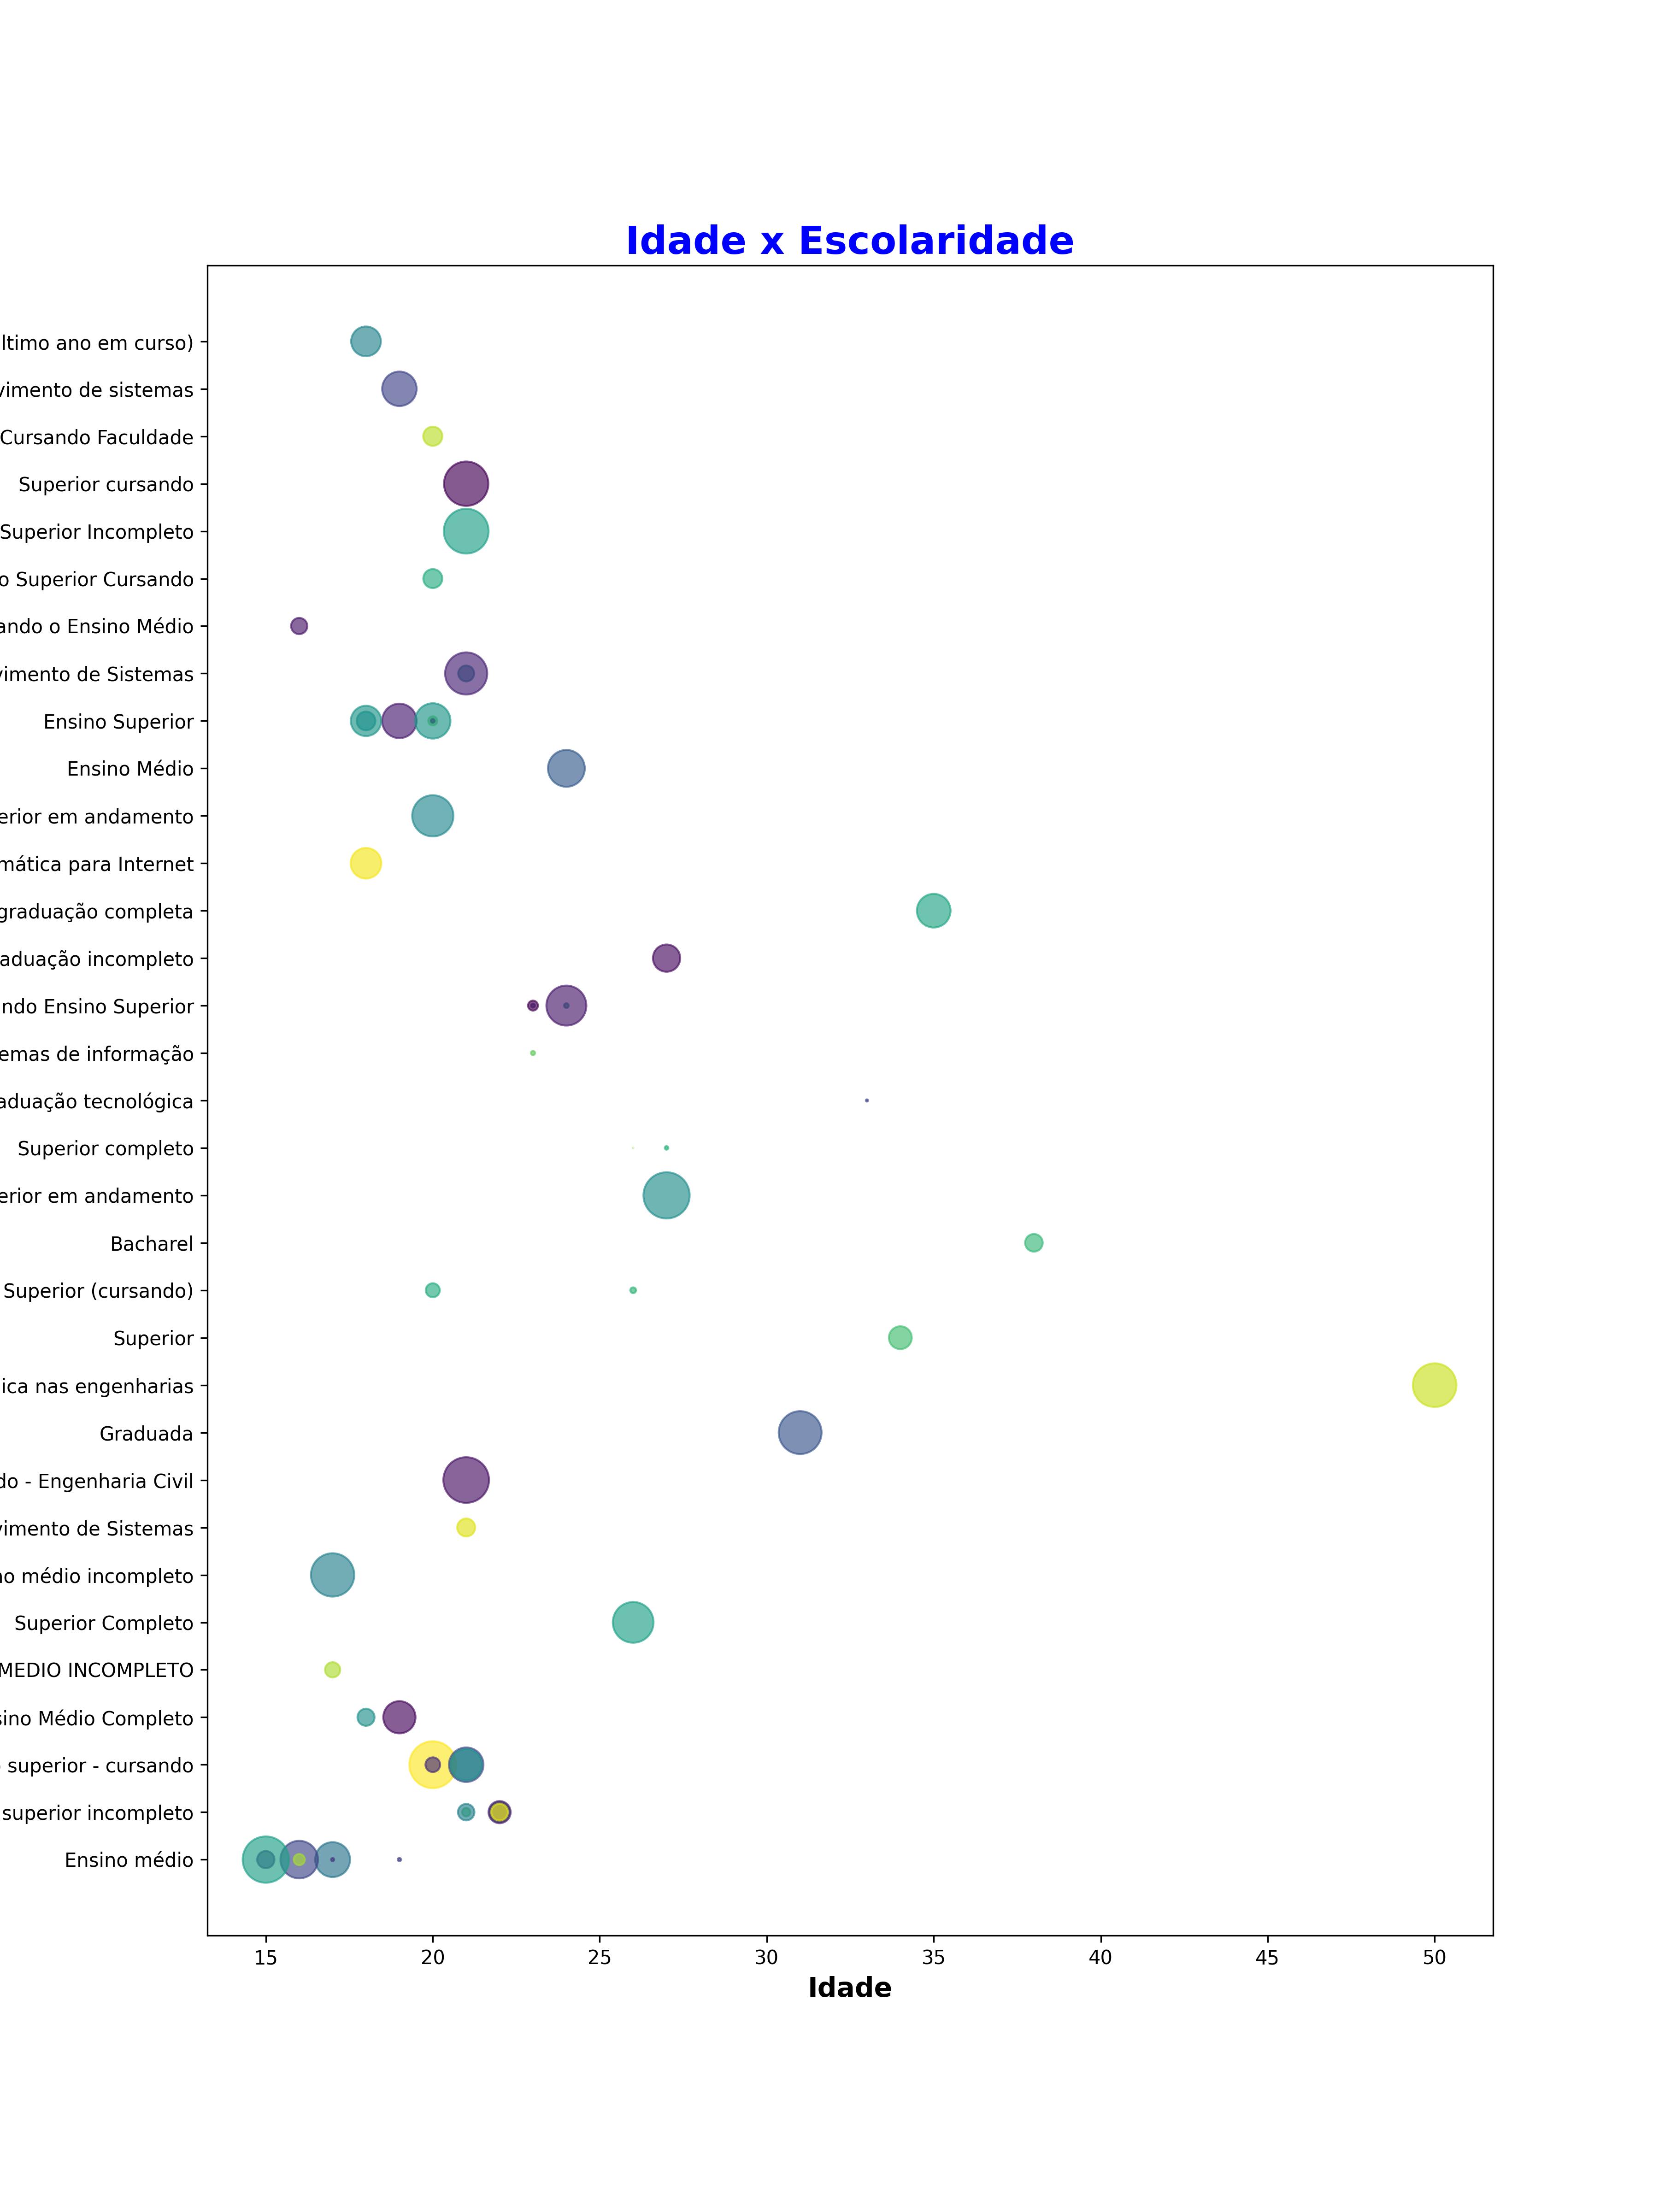 Idade x Escolaridade
ltimo ano em curso)
vimento de sistemas
Cursando Faculdade
Superior cursando
Superior Incompleto
o Superior Cursando
ando o Ensino Médio
vimento de Sistemas
Ensino Superior
Ensino Médio
erior em andamento
mática para Internet
graduação completa
aduação incompleto
ndo Ensino Superior
emas de informação
aduação tecnológica
Superior completo
erior em andamento
Bacharel
Superior (cursando)
Superior
ica nas engenharias
Graduada
do - Engenharia Civil
vimento de Sistemas
no médio incompleto
Superior Completo
MEDIO INCOMPLETO
sino Médio Completo
superior - cursando
superior incompleto
Ensino médio
15 20 25 30 35 40 45 50
Idade